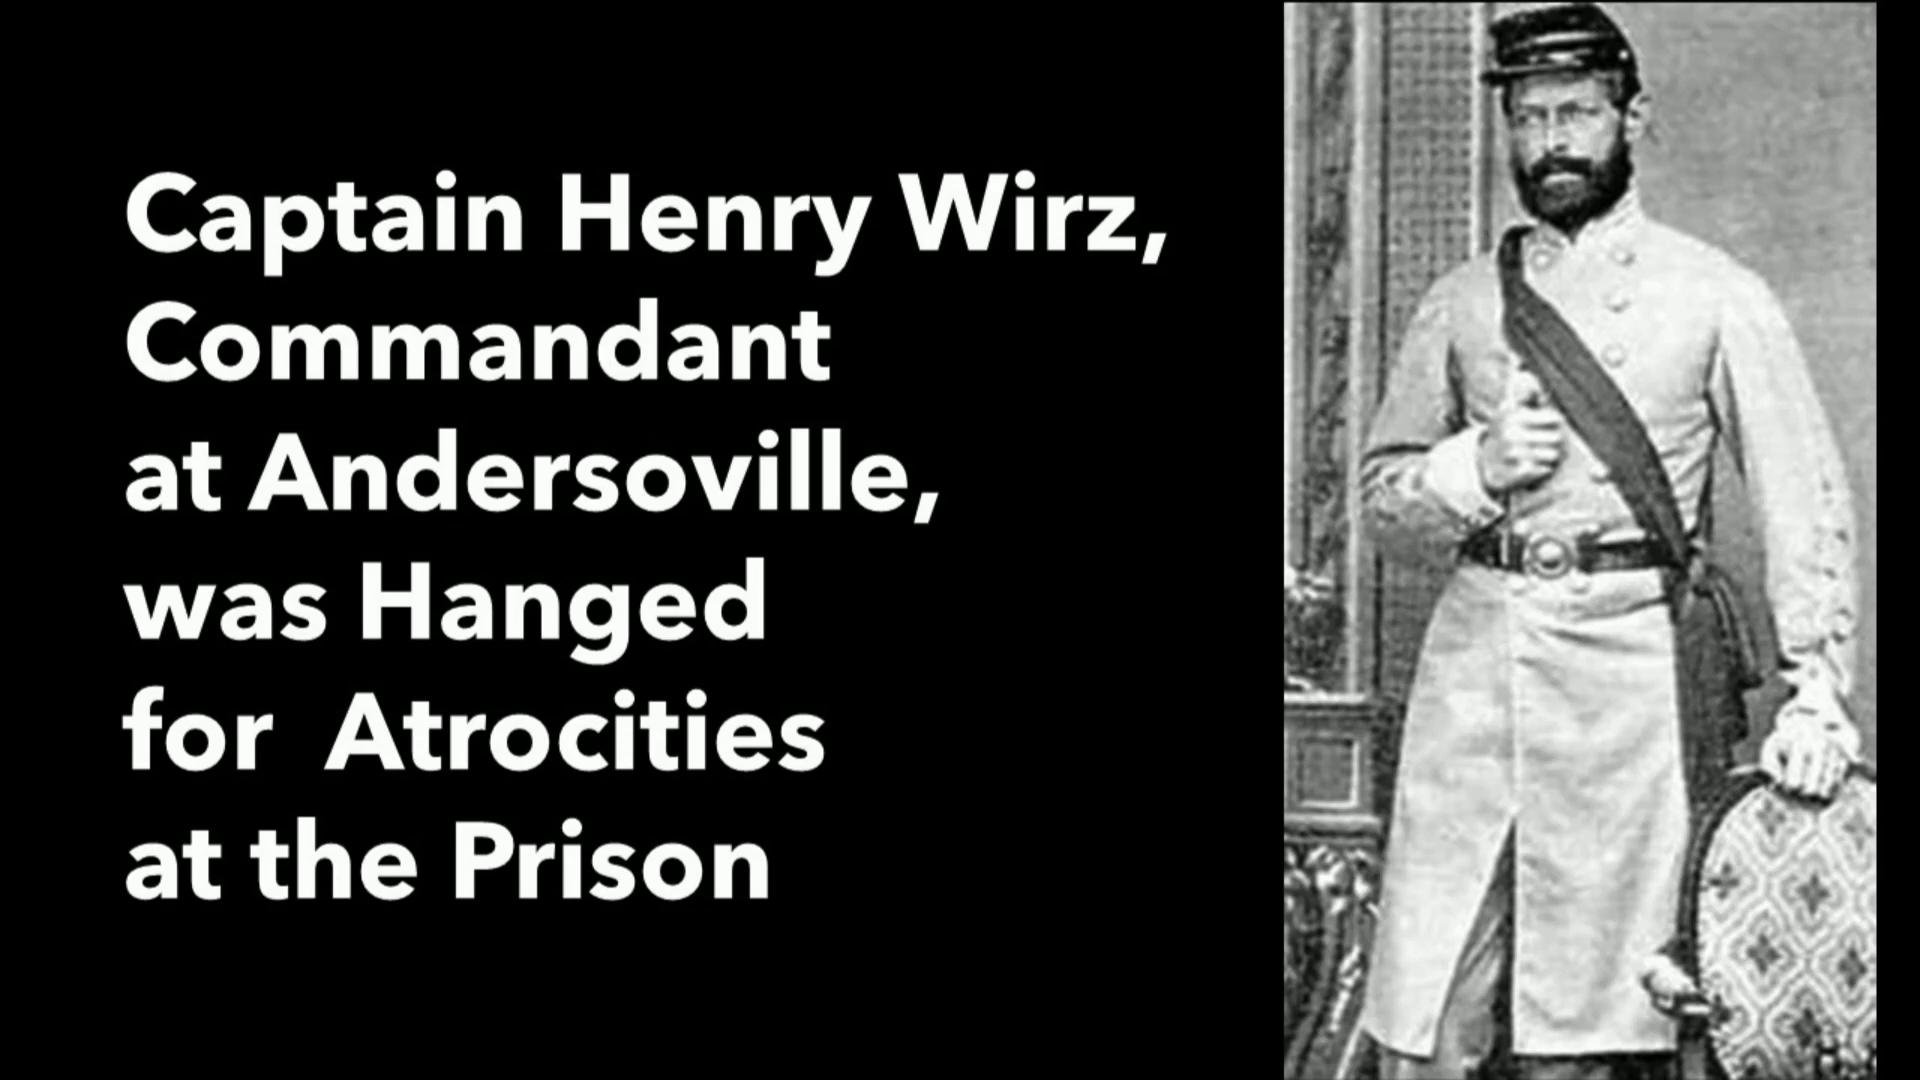 Captain Henry Wirz,
Commandant
at Andersoville,
was Hanged
for  Atrocities
at the Prison